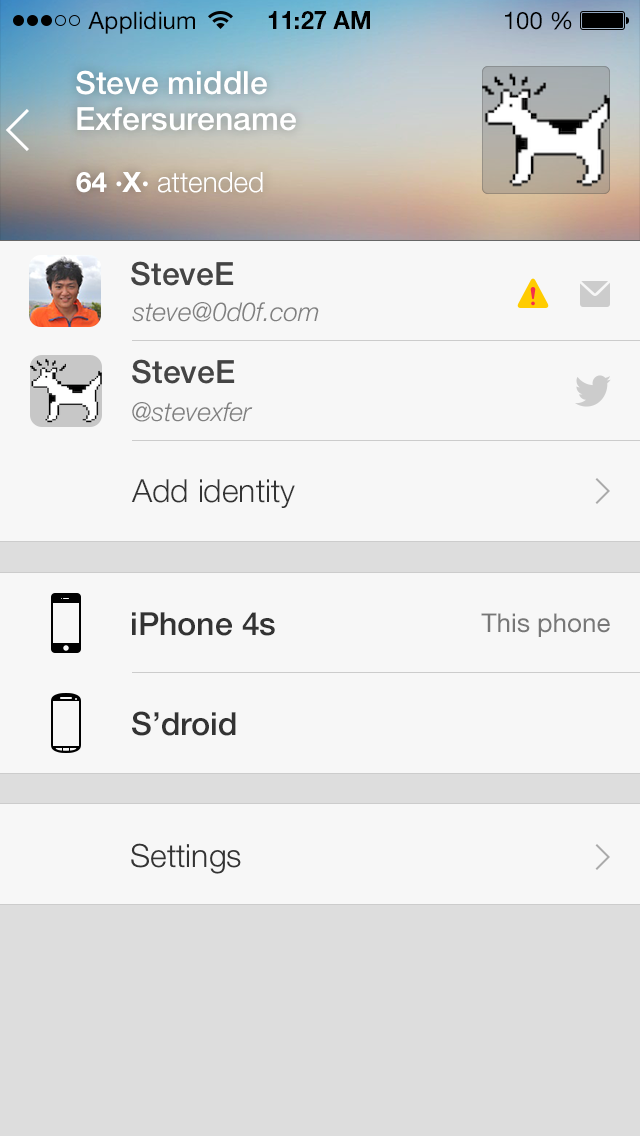 Applidium 11:27 AM 100 %
Steve middle
Exfersurename
64 ·X· attended
SteveE
steve@0d0f.com
SteveE
@stevexfer
Add identity
iPhone 4s This phone
S’droid
Settings